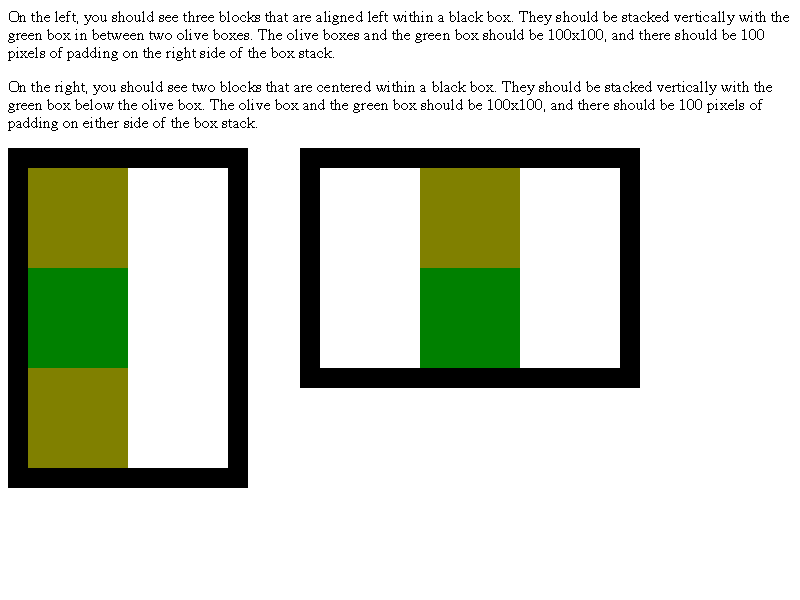 On the left, you should see three blocks that are aligned left within a black box. They should be stacked vertically with the
green box in between two olive boxes. The olive boxes and the green box should be 100x100, and there should be 100
pixels of padding on the right side of the box stack.
On the right, you should see two blocks that are centered within a black box. They should be stacked vertically with the
green box below the olive box. The olive box and the green box should be 100x100, and there should be 100 pixels of
padding on either side of the box stack.